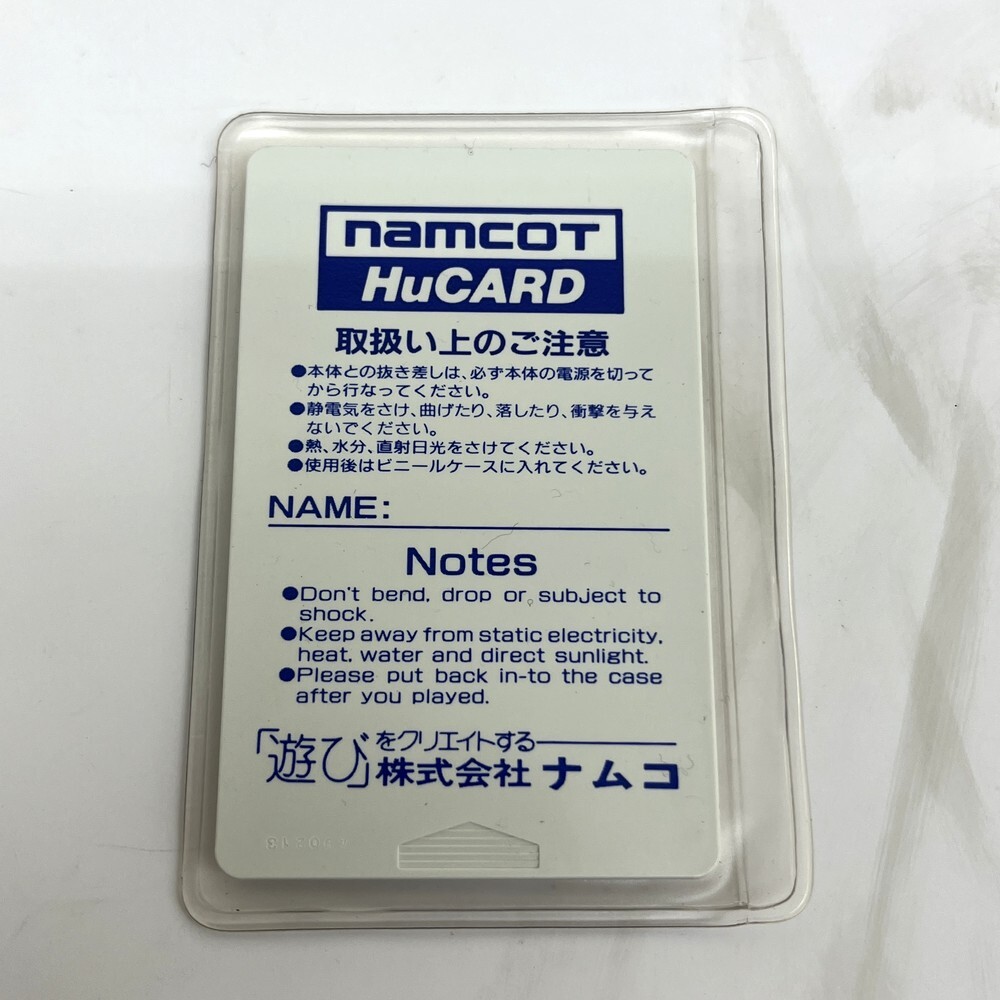 namcoT
HuCARD
取扱い上のご注意
●本体との抜き差しは、必ず本体の電源を切って
から行なってください。
●静電気をさけ、曲げたり、落したり、衝撃を与え
ないでください。
●熱、水分、直射日光をさけてください。
●使用後はビニールケースに入れてください。
NAME:
Notes
●Don't bend, drop or subject to
shock.
●Keep away from static electricity,
heat, water and direct sunlight.
●Please put back in-to the case
after you played.
「遊び」をクリエイトする
株式会社 ナムコ